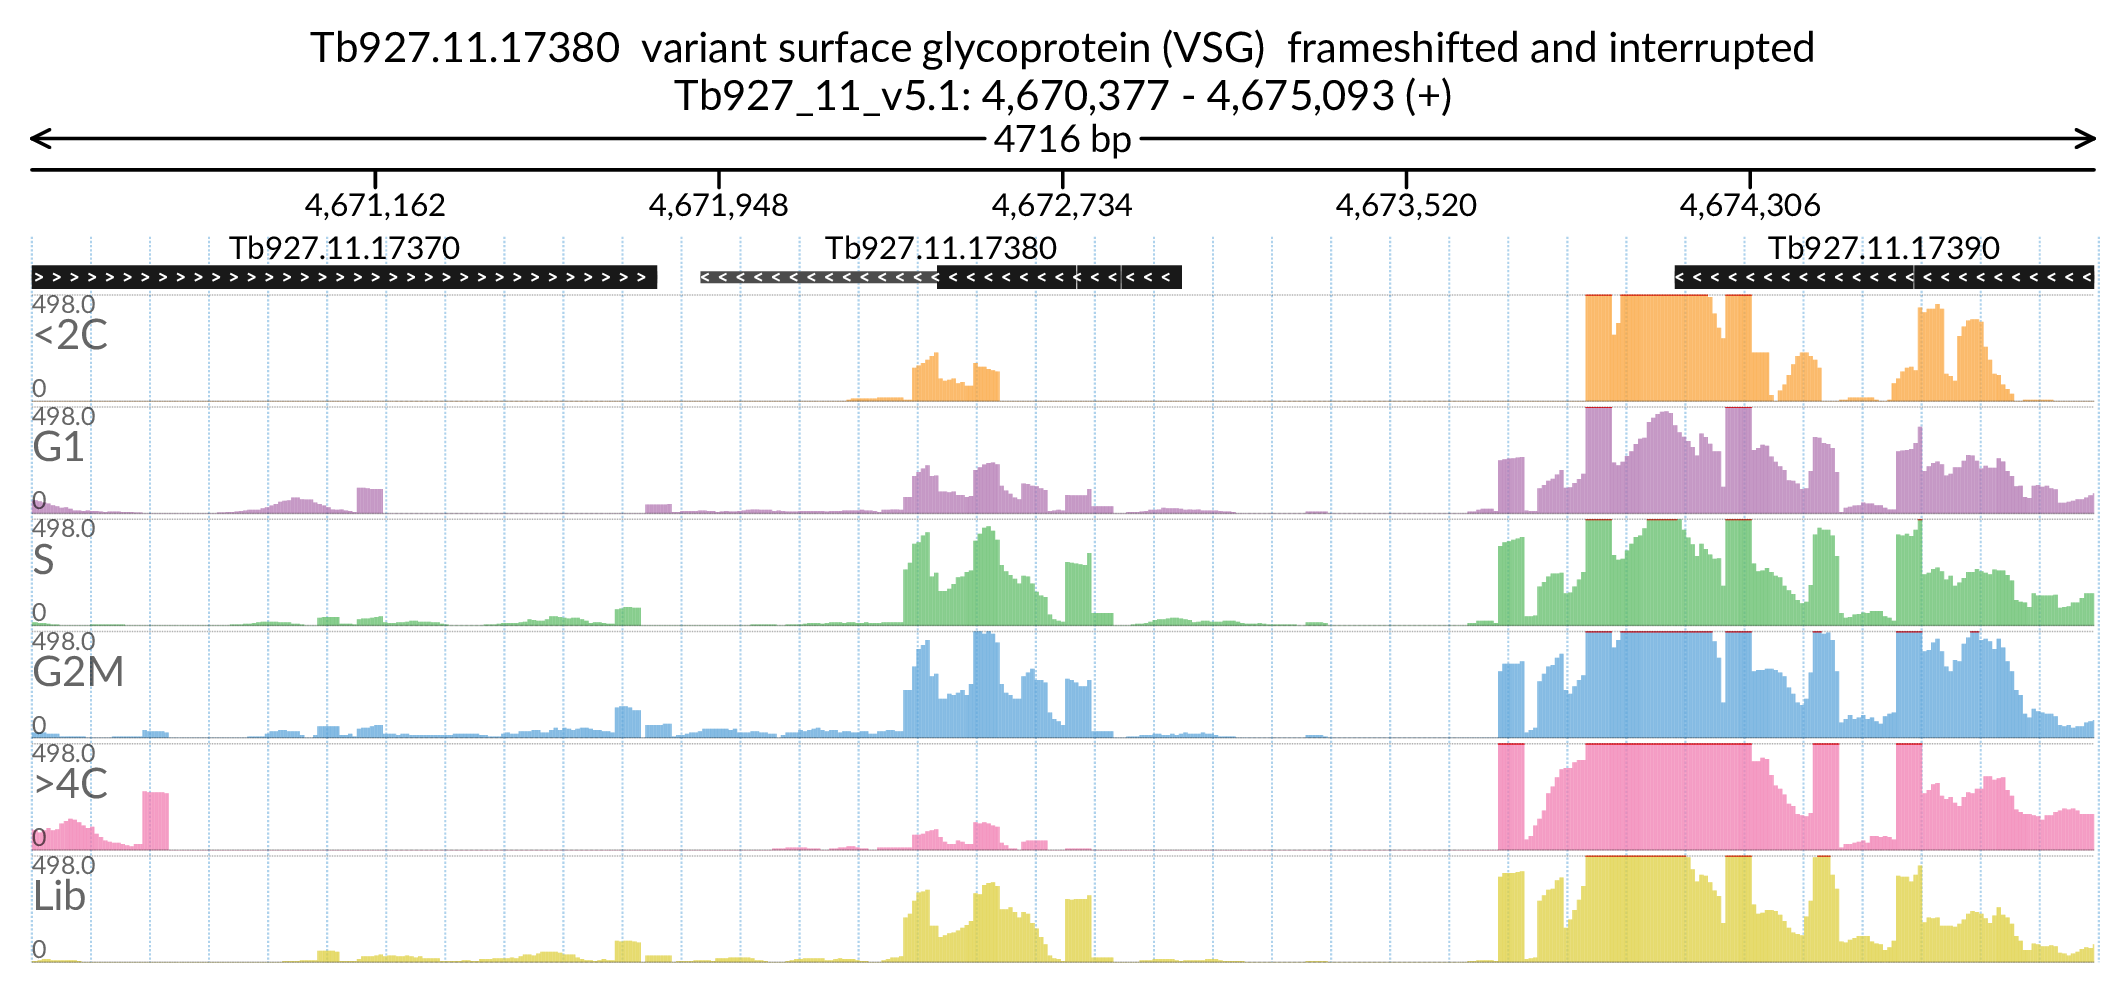 Tb927.11.17380  variant surface glycoprotein (VSG)  frameshifted and interrupted
Tb927_11_v5.1: 4,670,377 - 4,675,093 (+)
4716 bp
4,671,162 4,671,948 4,672,734 4,673,520 4,674,306
Tb927.11.17370 Tb927.11.17380 Tb927.11.17390
498.0
<2C
0
498.0
G1
0
498.0
S
0
498.0
G2M
0
498.0
>4C
0
498.0
Lib
0